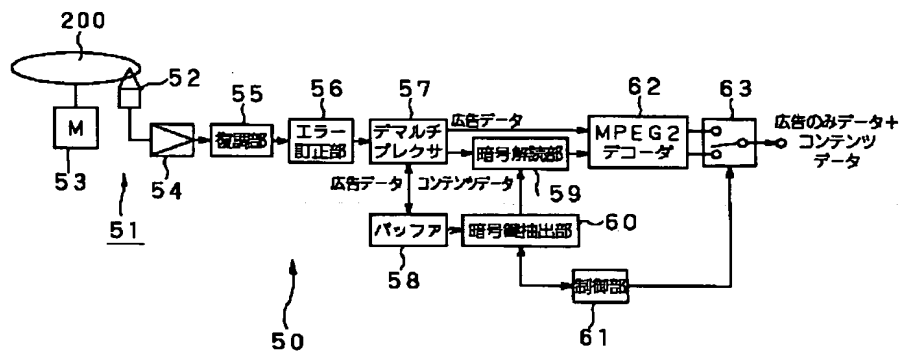 200
52
55
56
57
62
63
M
復調部
エラー
訂正部
デマルチ
プレクサ
広告データ
MPEG2
デコーダ
広告のみデータ+
コンテンツ
データ
暗号解読部
53
54
広告データ
コンテンツデータ
59
51
バッファ
暗号鍵抽出部
60
58
制御部
50
61